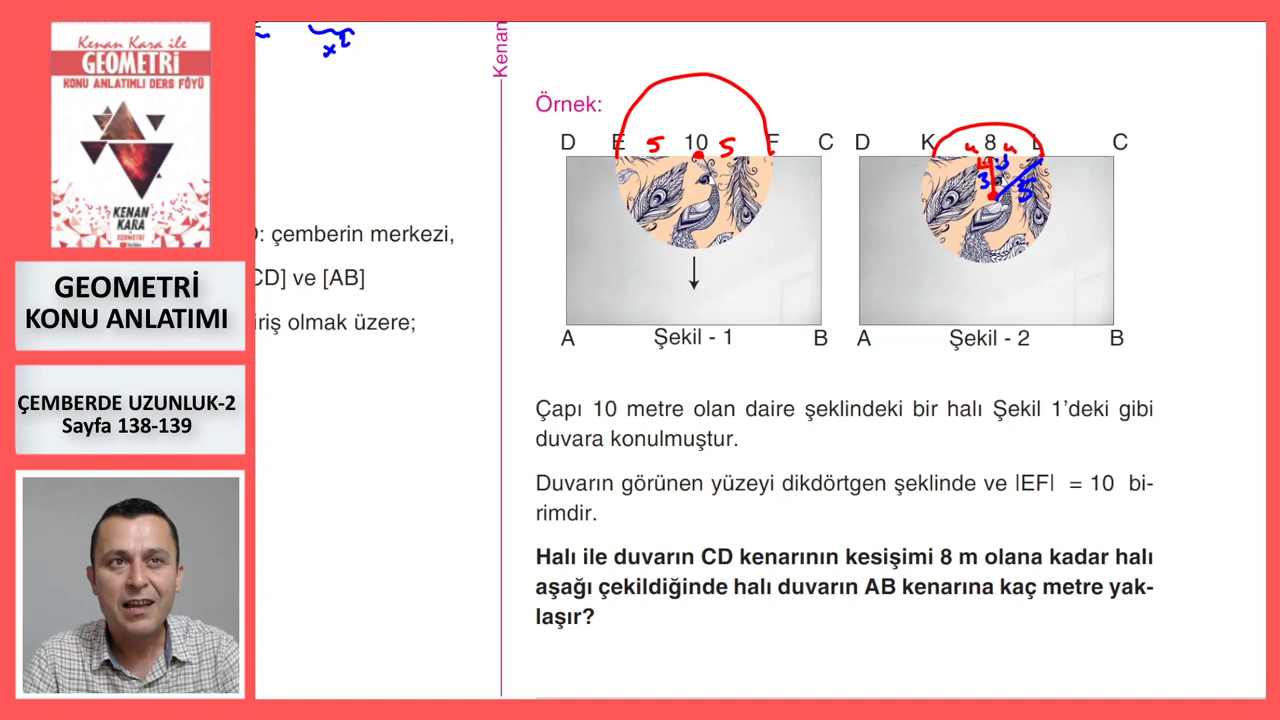 Kenan Kara ile
GEOMETRİ
KONU ANLATIMLI DERS FÖYÜ
KENAN
KARA
GEOMETRİ
GEOMETRİ
KONU ANLATIMI
ÇEMBERDE UZUNLUK-2
Sayfa 138-139
x
: çemberin merkezi,
CD] ve [AB]
iriş olmak üzere;
Kenan
Örnek:
D E 10 F C
5 5
A Şekil - 1 B
D K 8 L C
4 4
3 5
A Şekil - 2 B
Çapı 10 metre olan daire şeklindeki bir halı Şekil 1'deki gibi
duvara konulmuştur.
Duvarın görünen yüzeyi dikdörtgen şeklinde ve |EF| = 10 bi-
rimdir.
Halı ile duvarın CD kenarının kesişimi 8 m olana kadar halı
aşağı çekildiğinde halı duvarın AB kenarına kaç metre yak-
laşır?